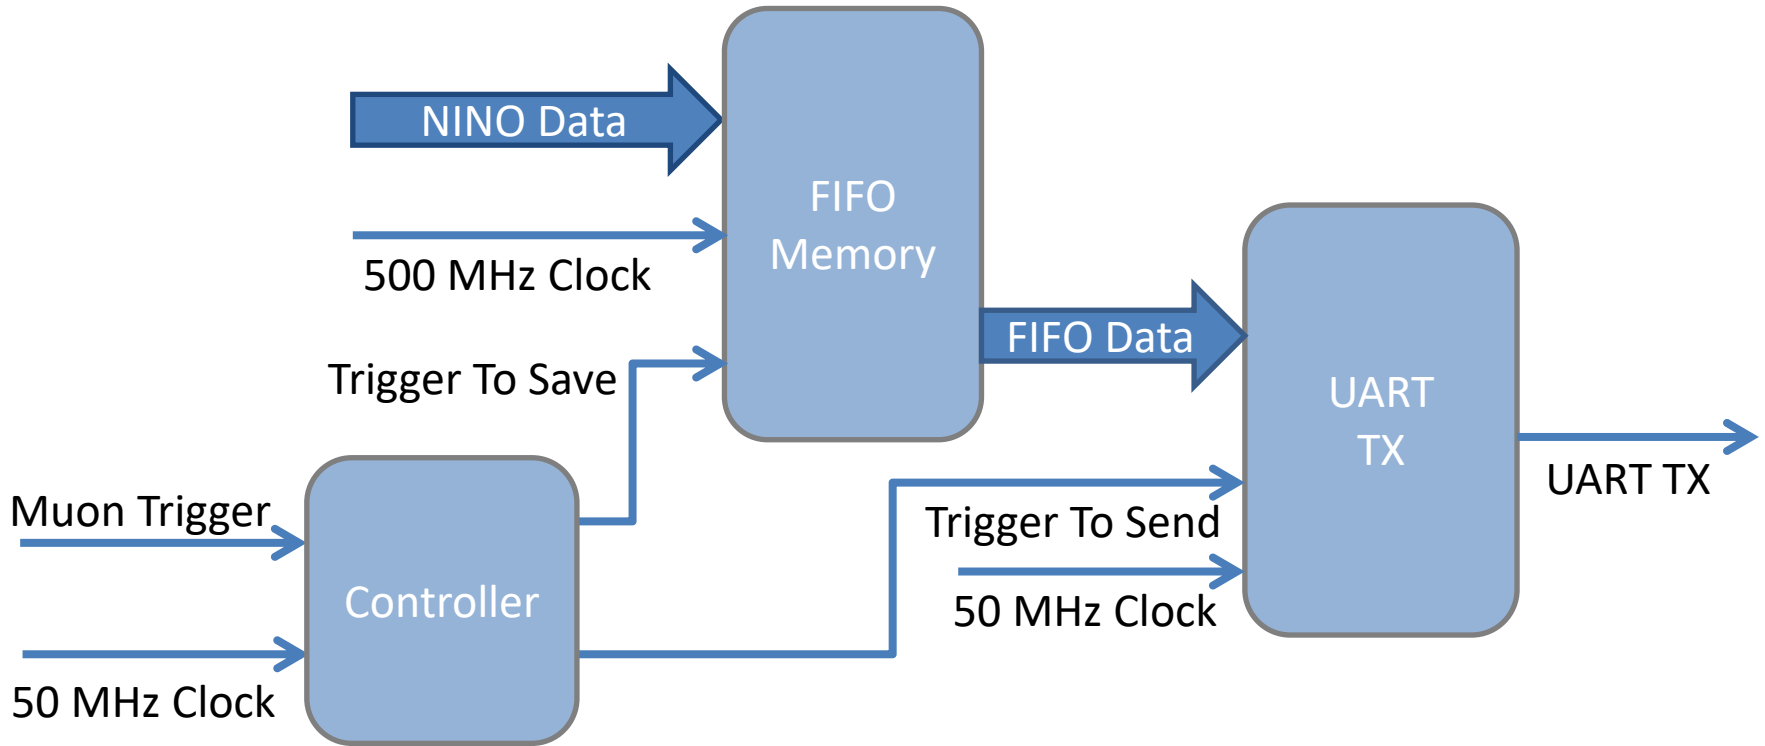 NINO Data
500 MHz Clock
FIFO
Memory
Trigger To Save
FIFO Data
Muon Trigger
Controller
50 MHz Clock
UART
TX
Trigger To Send
50 MHz Clock
UART TX